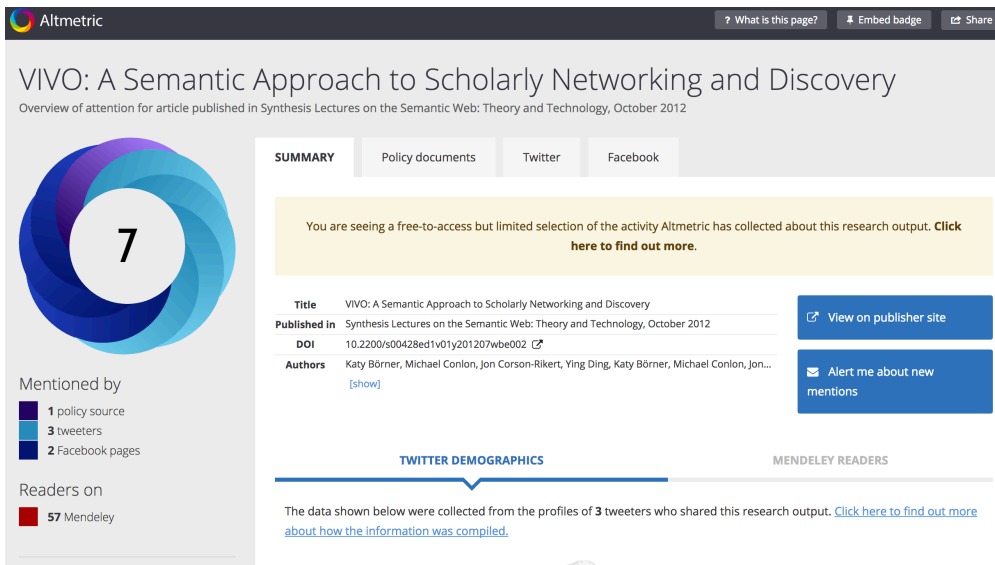 Altmetric
? What is this page?
Embed badge
Share
VIVO: A Semantic Approach to Scholarly Networking and Discovery
Overview of attention for article published in Synthesis Lectures on the Semantic Web: Theory and Technology, October 2012
7
SUMMARY
Policy documents
Twitter
Facebook
You are seeing a free-to-access but limited selection of the activity Altmetric has collected about this research output. Click
here to find out more.
Title VIVO: A Semantic Approach to Scholarly Networking and Discovery
Published in Synthesis Lectures on the Semantic Web: Theory and Technology, October 2012
DOI 10.2200/s00428ed1v01y201207wbe002
Authors Katy Börner, Michael Conlon, Jon Corson-Rikert, Ying Ding, Katy Börner, Michael Conlon, Jon...
[show]
View on publisher site
Alert me about new
mentions
Mentioned by
1 policy source
3 tweeters
2 Facebook pages
Readers on
57 Mendeley
TWITTER DEMOGRAPHICS
MENDELEY READERS
The data shown below were collected from the profiles of 3 tweeters who shared this research output. Click here to find out more
about how the information was compiled.